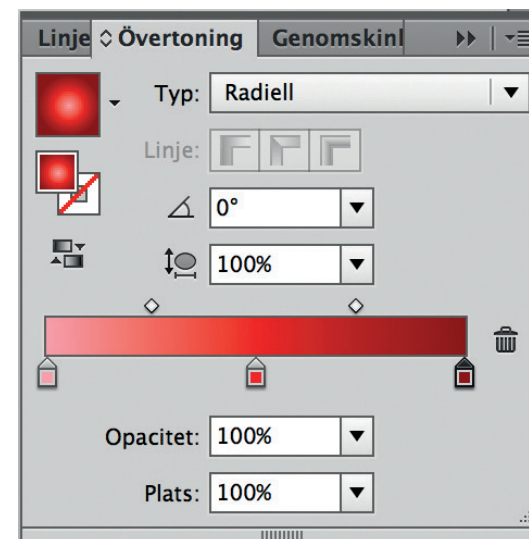 Linje Övertoning Genomskinl
Typ: Radiell
Linje:
0°
100%
Opacitet: 100%
Plats: 100%